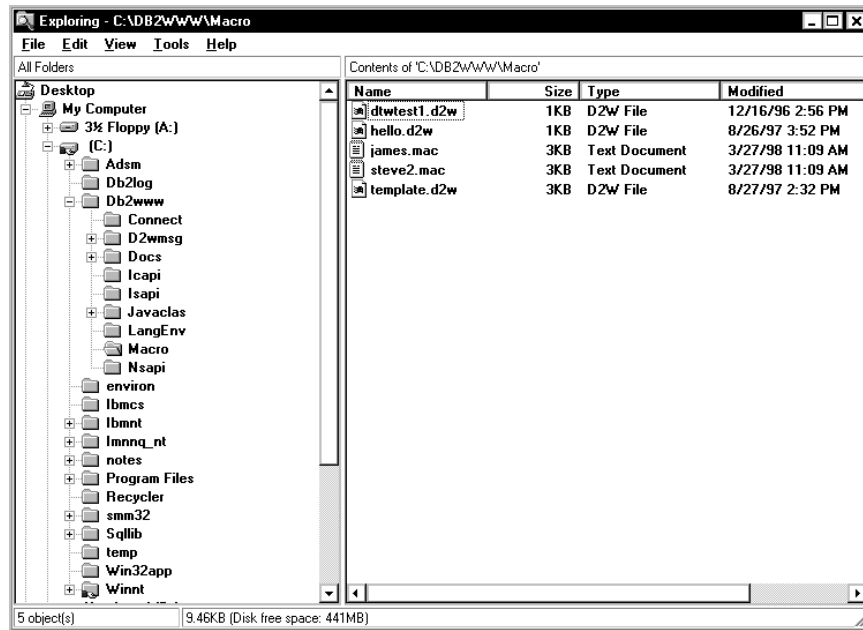 Exploring - C:\DB2WWW\Macro
File Edit View Tools Help
All Folders
Contents of 'C:\DB2WWW\Macro'
Desktop
My Computer
3½ Floppy (A:)
(C:)
Adsm
Db2log
Db2www
Connect
D2wmsg
Docs
Icapi
Isapi
Javaclas
LangEnv
Macro
Nsapi
environ
Ibmcs
Ibmnt
Imnnq_nt
notes
Program Files
Recycler
smm32
Sqllib
temp
Win32app
Winnt
Name Size Type Modified
dtwtest1.d2w 1KB D2W File 12/16/96 2:56 PM
hello.d2w 1KB D2W File 8/26/97 3:52 PM
james.mac 3KB Text Document 3/27/98 11:09 AM
steve2.mac 3KB Text Document 3/27/98 11:09 AM
template.d2w 3KB D2W File 8/27/97 2:32 PM
5 object(s)
9.46KB (Disk free space: 441MB)